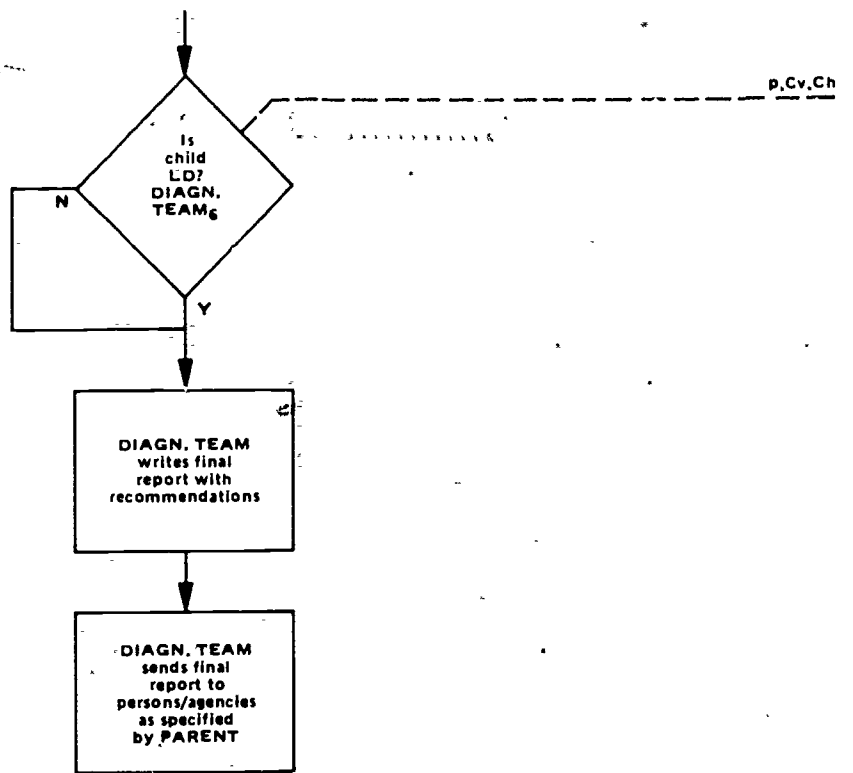 p,Cv,Ch
Is
child
LD?
DIAGN.
TEAM6
N
Y
DIAGN. TEAM
writes final
report with
recommendations
DIAGN. TEAM
sends final
report to
persons/agencies
as specified
by PARENT